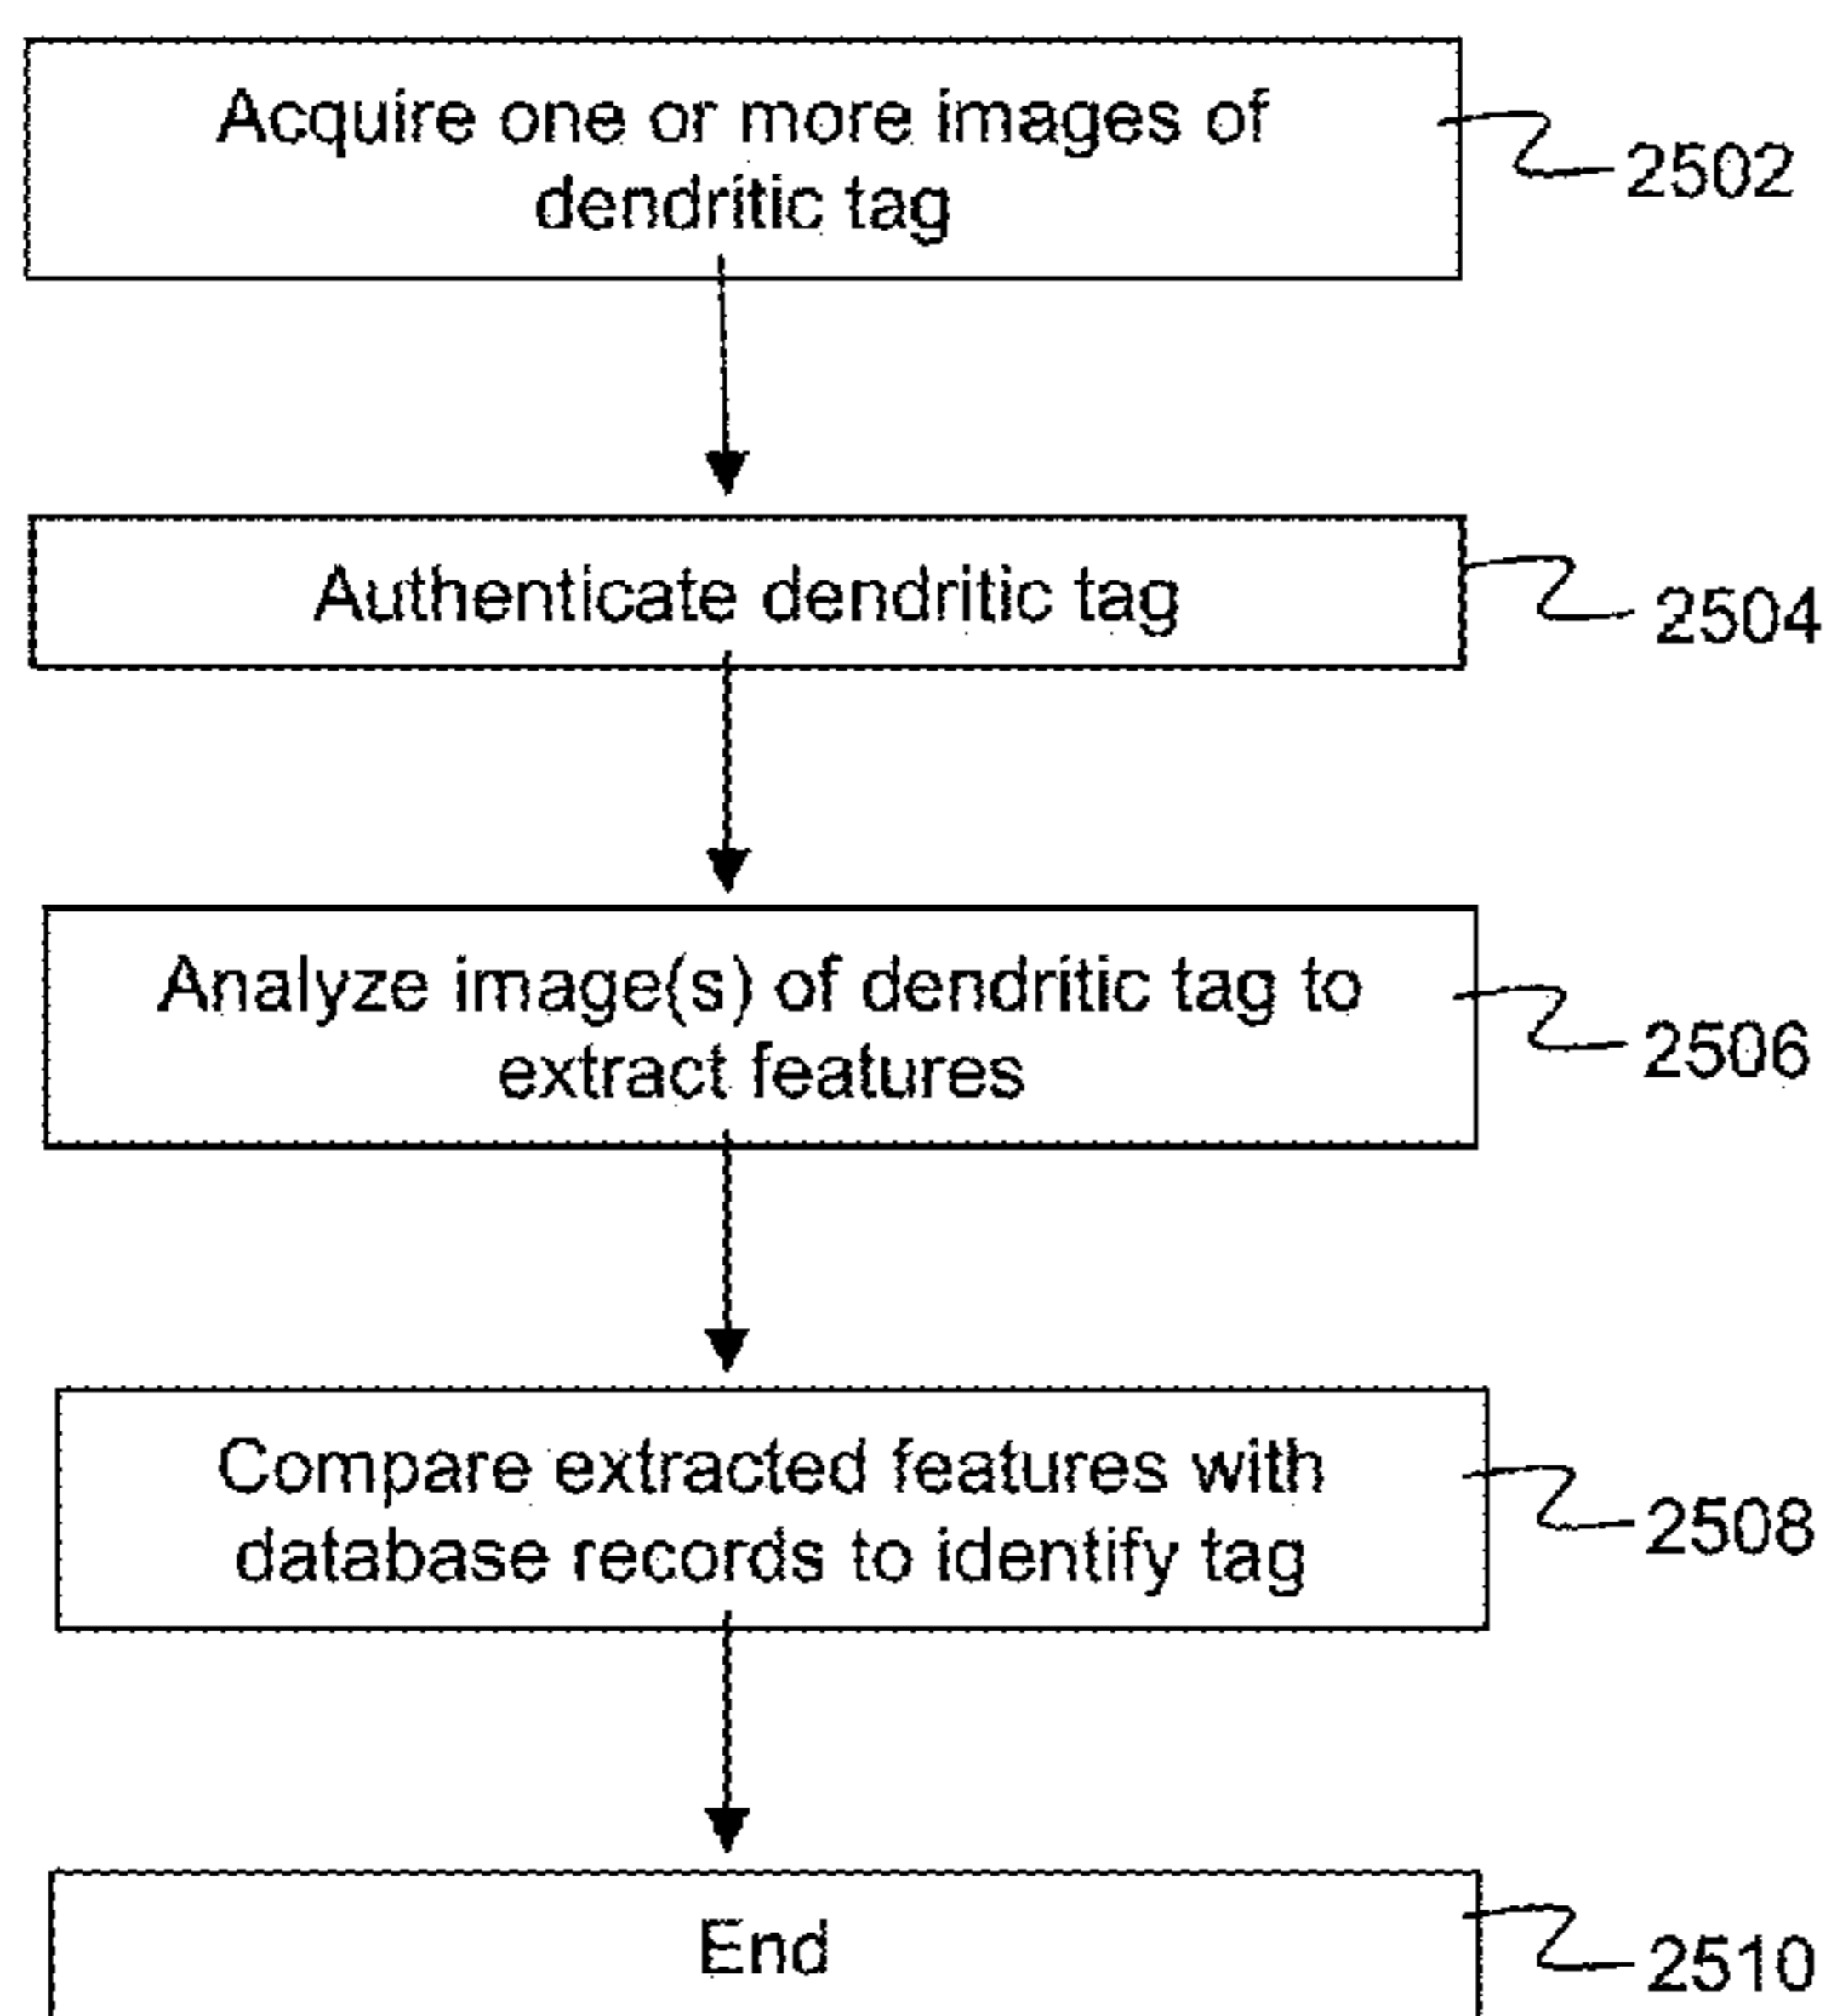 Acquire one or more images of
dendritic tag
2502
Authenticate dendritic tag
2504
Analyze image(s) of dendritic tag to
extract features
2506
Compare extracted features with
database records to identify tag
2508
End
2510